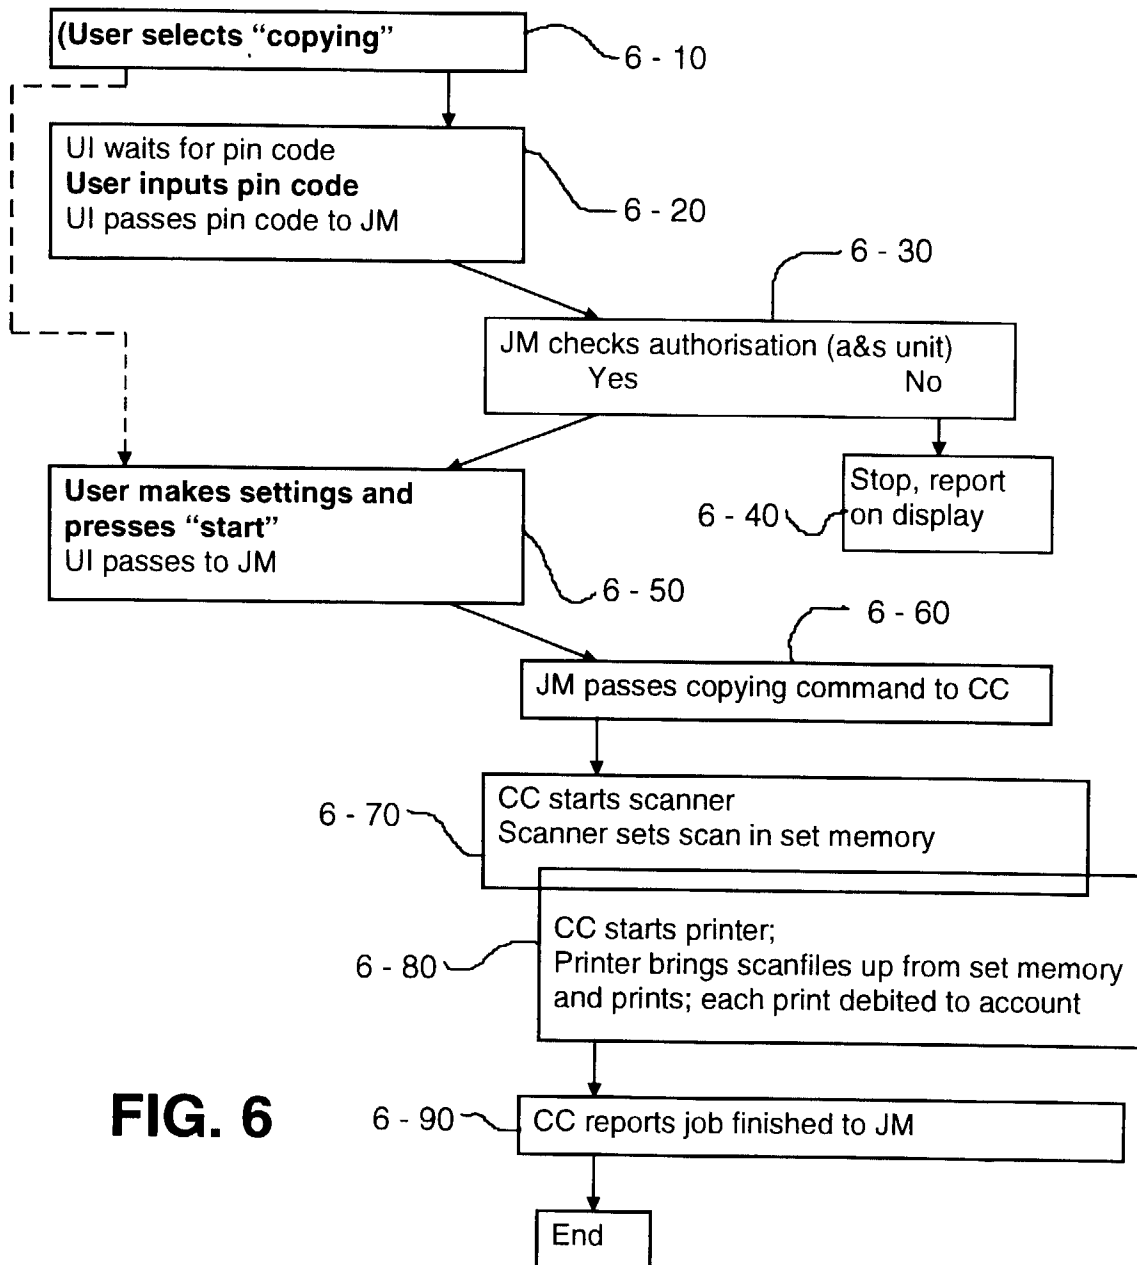 (User selects “copying”
6 - 10
UI waits for pin code
User inputs pin code
UI passes pin code to JM
6 - 20
6 - 30
JM checks authorisation (a&s unit)
Yes No
User makes settings and
presses “start”
UI passes to JM
Stop, report
on display
6 - 40
6 - 50
6 - 60
JM passes copying command to CC
CC starts scanner
Scanner sets scan in set memory
6 - 70
CC starts printer;
Printer brings scanfiles up from set memory
and prints; each print debited to account
6 - 80
FIG. 6
6 - 90
CC reports job finished to JM
End